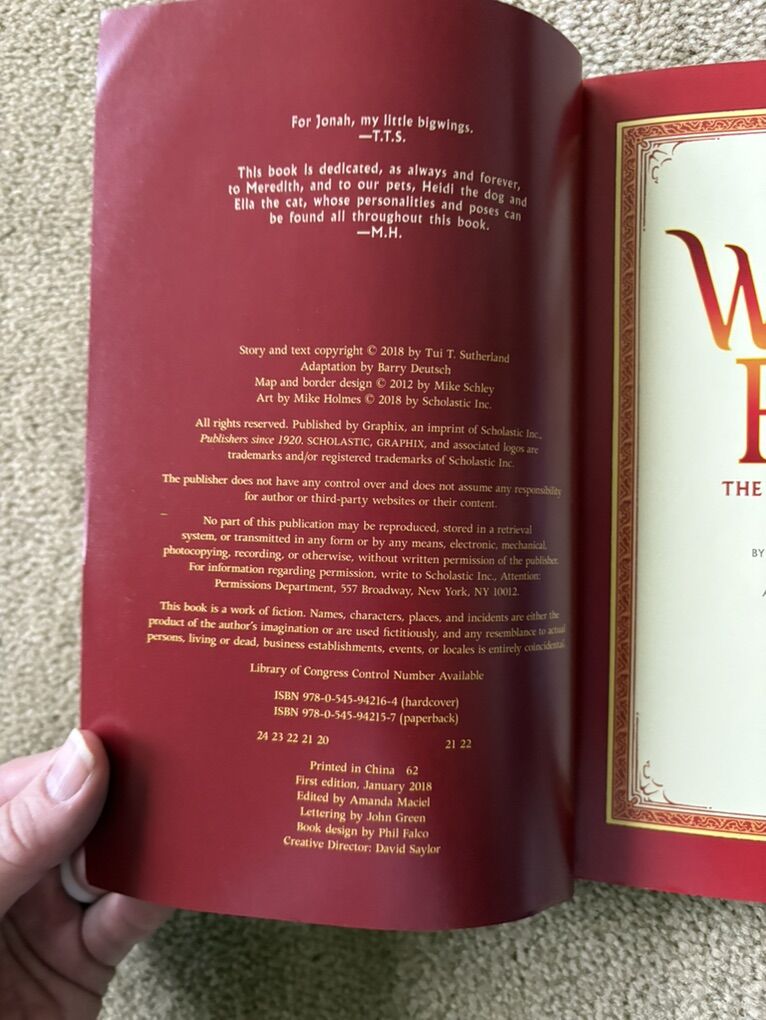 For Jonah, my little bigwings.
—T.T.S.
This book is dedicated, as always and forever,
to Meredith, and to our pets, Heidi the dog and
Ella the cat, whose personalities and poses can
be found all throughout this book.
—M.H.
Story and text copyright © 2018 by Tui T. Sutherland
Adaptation by Barry Deutsch
Map and border design © 2012 by Mike Schley
Art by Mike Holmes © 2018 by Scholastic Inc.
All rights reserved. Published by Graphix, an imprint of Scholastic Inc.,
Publishers since 1920. SCHOLASTIC, GRAPHIX, and associated logos are
trademarks and/or registered trademarks of Scholastic Inc.
The publisher does not have any control over and does not assume any responsibility
for author or third-party websites or their content.
No part of this publication may be reproduced, stored in a retrieval
system, or transmitted in any form or by any means, electronic, mechanical,
photocopying, recording, or otherwise, without written permission of the publisher.
For information regarding permission, write to Scholastic Inc., Attention:
Permissions Department, 557 Broadway, New York, NY 10012.
This book is a work of fiction. Names, characters, places, and incidents are either the
product of the author's imagination or are used fictitiously, and any resemblance to actual
persons, living or dead, business establishments, events, or locales is entirely coincidental.
Library of Congress Control Number Available
ISBN 978-0-545-94216-4 (hardcover)
ISBN 978-0-545-94215-7 (paperback)
24 23 22 21 20 21 22
Printed in China 62
First edition, January 2018
Edited by Amanda Maciel
Lettering by John Green
Book design by Phil Falco
Creative Director: David Saylor
W
THE
BY